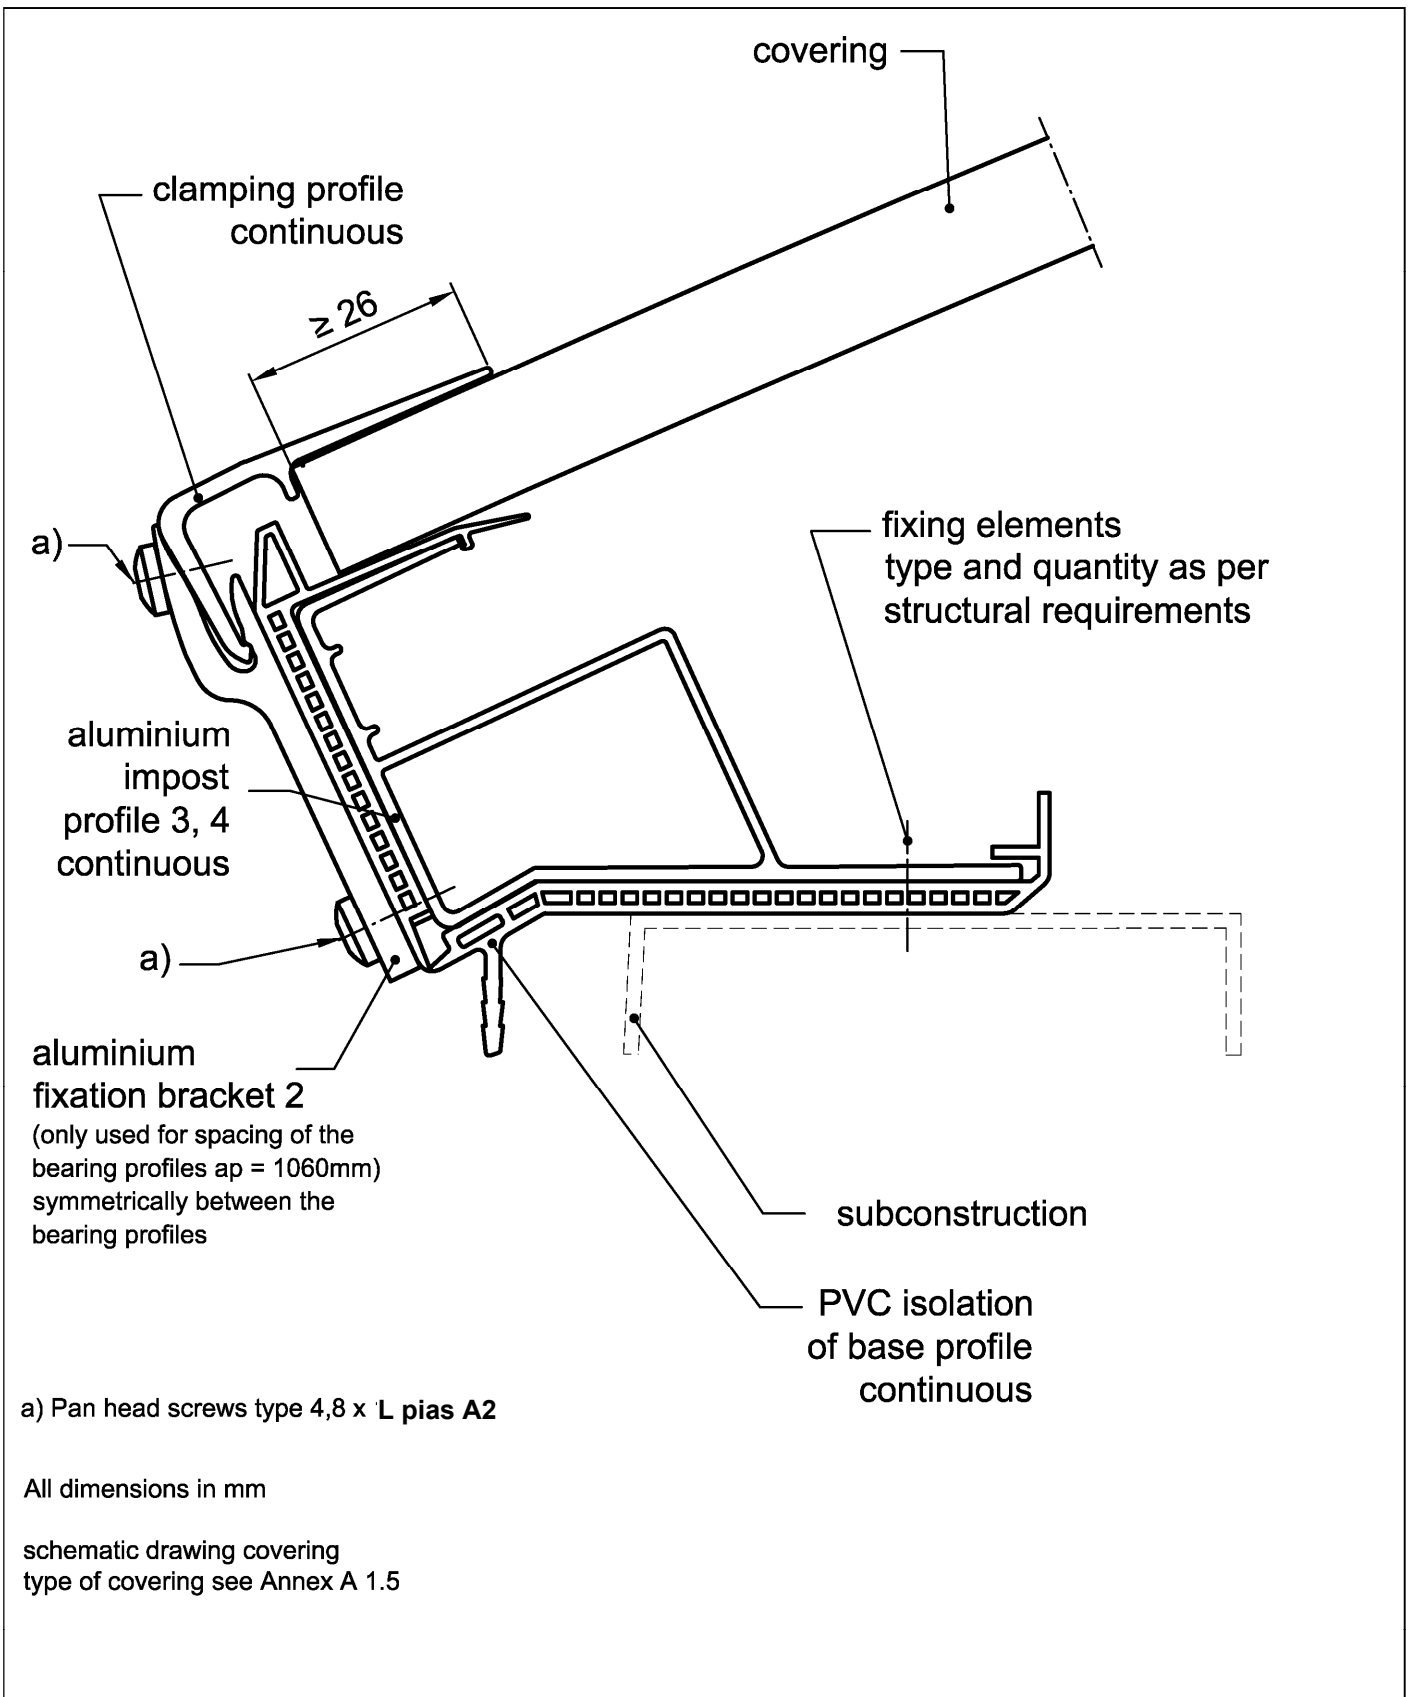 covering
clamping profile
continuous
≥ 26
a)
fixing elements
type and quantity as per
structural requirements
aluminium
impost
profile 3, 4
continuous
a)
aluminium
fixation bracket 2
(only used for spacing of the
bearing profiles ap = 1060mm)
symmetrically between the
bearing profiles
subconstruction
PVC isolation
of base profile
continuous
a) Pan head screws type 4,8 x L pias A2
All dimensions in mm
schematic drawing covering
type of covering see Annex A 1.5